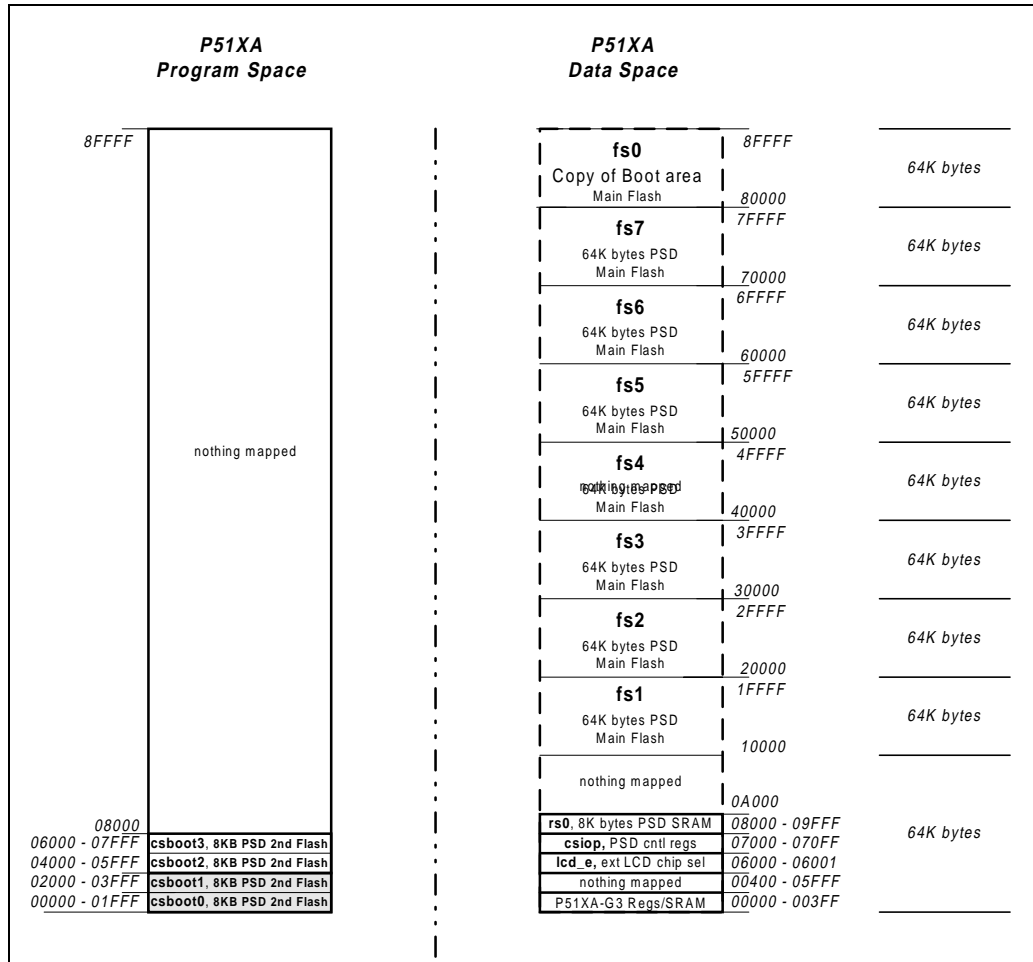 P51XA
Program Space
P51XA
Data Space
8FFFF
nothing mapped
08000
06000 - 07FFF
csboot3, 8KB PSD 2nd Flash
04000 - 05FFF
csboot2, 8KB PSD 2nd Flash
02000 - 03FFF
csboot1, 8KB PSD 2nd Flash
00000 - 01FFF
csboot0, 8KB PSD 2nd Flash
fs0
Copy of Boot area
Main Flash
8FFFF
80000
64K bytes
fs7
64K bytes PSD
Main Flash
7FFFF
70000
64K bytes
fs6
64K bytes PSD
Main Flash
6FFFF
60000
64K bytes
fs5
64K bytes PSD
Main Flash
5FFFF
50000
64K bytes
fs4
nothing mapped
64K bytes PSD
Main Flash
4FFFF
40000
64K bytes
fs3
64K bytes PSD
Main Flash
3FFFF
30000
64K bytes
fs2
64K bytes PSD
Main Flash
2FFFF
20000
64K bytes
fs1
64K bytes PSD
Main Flash
1FFFF
10000
64K bytes
nothing mapped
0A000
rs0, 8K bytes PSD SRAM
08000 - 09FFF
csiop, PSD cntl regs
07000 - 070FF
lcd_e, ext LCD chip sel
06000 - 06001
nothing mapped
00400 - 05FFF
P51XA-G3 Regs/SRAM
00000 - 003FF
64K bytes